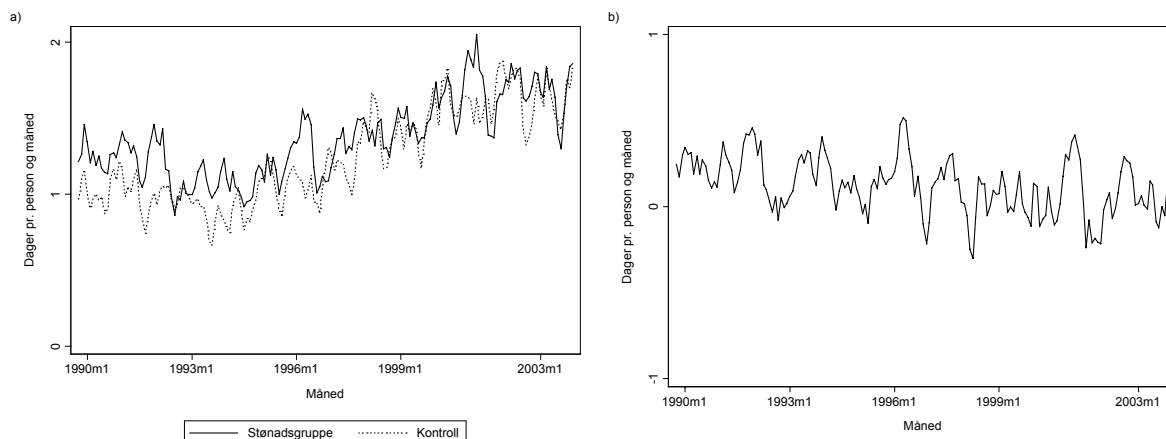 a)
Dager pr. person og måned
2
1
0
1990m1 1993m1 1996m1 1999m1 2003m1
Måned
Stønadsgruppe Kontroll
b)
Dager pr. person og måned
1
0
-1
1990m1 1993m1 1996m1 1999m1 2003m1
Måned